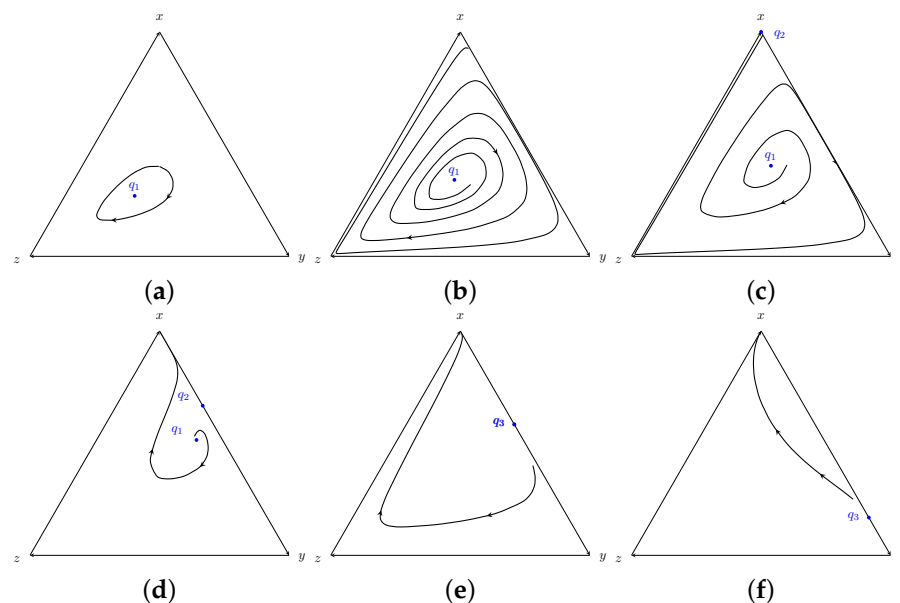 x x x
q₂
q₁ q₁ q₁
z y z y z
(a) (b) (c)
x x x
q₂
q₁ q₃
q₃
z y z y z
(d) (e) (f)